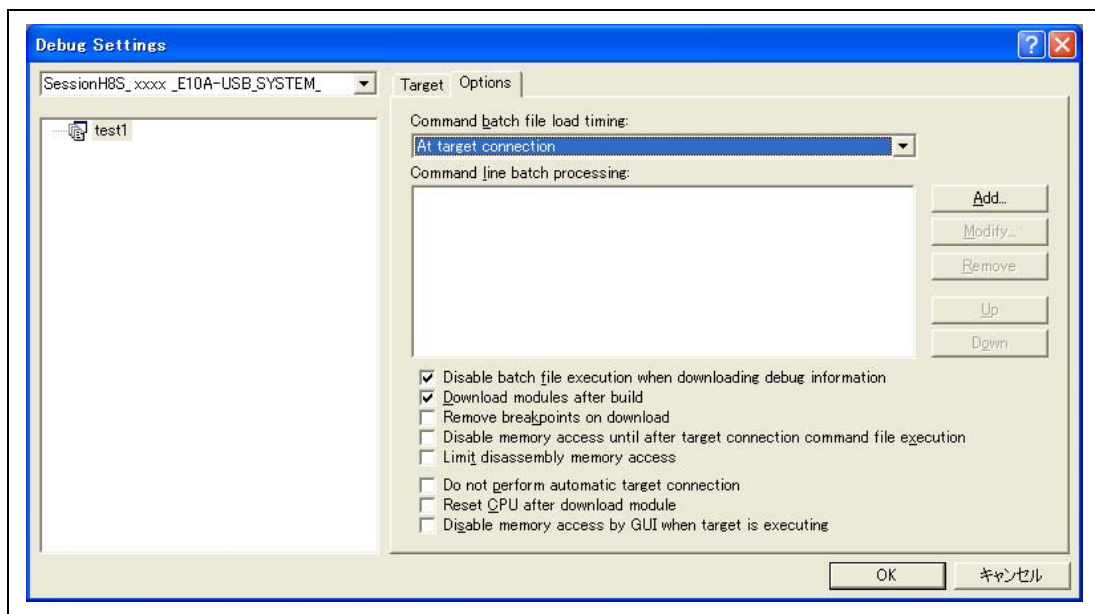 Debug Settings
SessionH8S_ xxxx _E10A-USB_SYSTEM_
test1
Target
Options
Command batch file load timing:
At target connection
Command line batch processing:
Add...
Modify...
Remove
Up
Down
Disable batch file execution when downloading debug information
Download modules after build
Remove breakpoints on download
Disable memory access until after target connection command file execution
Limit disassembly memory access
Do not perform automatic target connection
Reset CPU after download module
Disable memory access by GUI when target is executing
OK
キャンセル